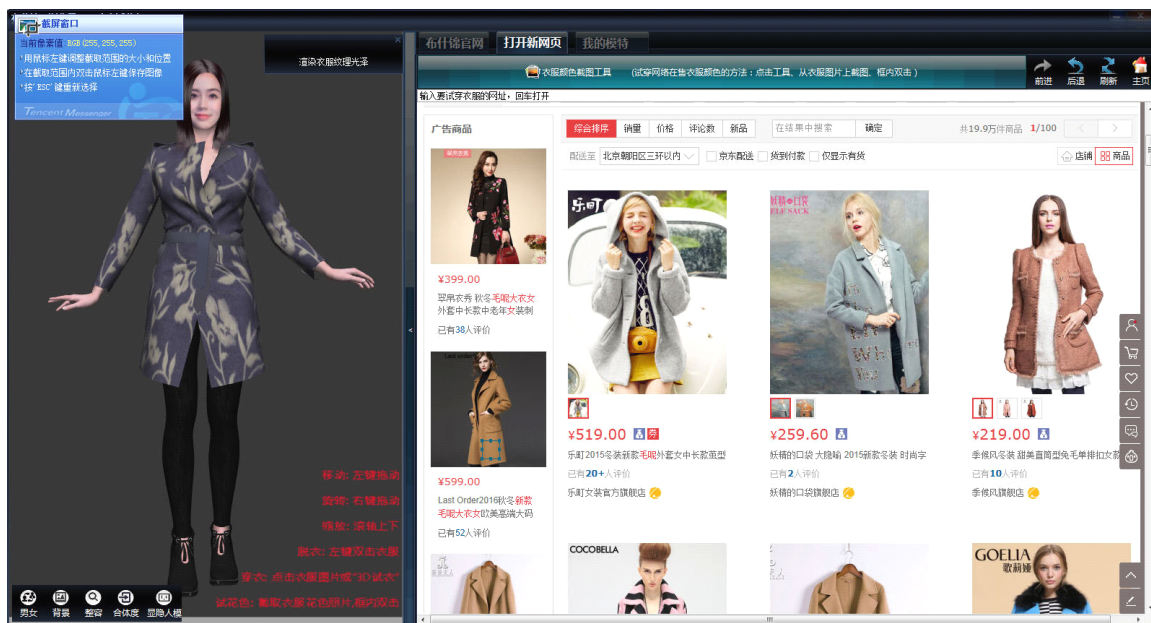 截屏窗口
当前像素值: RGB (255, 255, 255)
*用鼠标左键调整截取范围的大小和位置
*在截取范围内双击鼠标左键保存图像
*按' ESC' 键重新选择
Tencent Messenger
渲染衣服纹理光泽
移动: 左键拖动
旋转: 右键拖动
缩放: 滚轴上下
脱衣: 左键双击衣服
穿衣: 点击衣服图片或"3D试衣"
试花色: 截取衣服花色照片,框内双击
男女
背景
整容
合体度
显隐人模
布什锦官网
打开新网页
我的模特
衣服颜色截图工具
(试穿网络在售衣服颜色的方法：点击工具、从衣服图片上截图、框内双击)
前进
后退
刷新
主页
输入要试穿衣服的网址，回车打开
广告商品
¥399.00
秋冬毛呢大衣女
外套中长款中老年女装刺
已有38人评价
Last order
¥599.00
Last Order2016秋冬新款
毛呢大衣女欧美高端大码
已有52人评价
综合排序
销量
价格
评论数
新品
在结果中搜索
确定
共19.9万件商品
1/100
<
>
配送至
北京朝阳区三环以内
京东配送
货到付款
仅显示有货
店铺
商品
乐町
¥519.00
券
乐町2015冬装新款毛呢外套女中长款茧型
已有20+人评价
乐町女装官方旗舰店
妖精的口袋
ELF SACK
¥259.60
妖精的口袋 大隐喻 2015新款冬装 时尚字
已有2人评价
妖精的口袋旗舰店
¥219.00
季候风冬装 甜美直筒型兔毛单排扣女款
已有10人评价
季候风旗舰店
COCOBELLA
GOELIA
歌莉娅